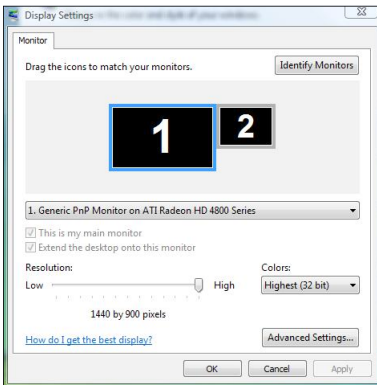 Display Settings
Monitor
Drag the icons to match your monitors.
Identify Monitors
1
2
1. Generic PnP Monitor on ATI Radeon HD 4800 Series
This is my main monitor
Extend the desktop onto this monitor
Resolution:
Colors:
Low
High
Highest (32 bit)
1440 by 900 pixels
How do I get the best display?
Advanced Settings...
OK
Cancel
Apply